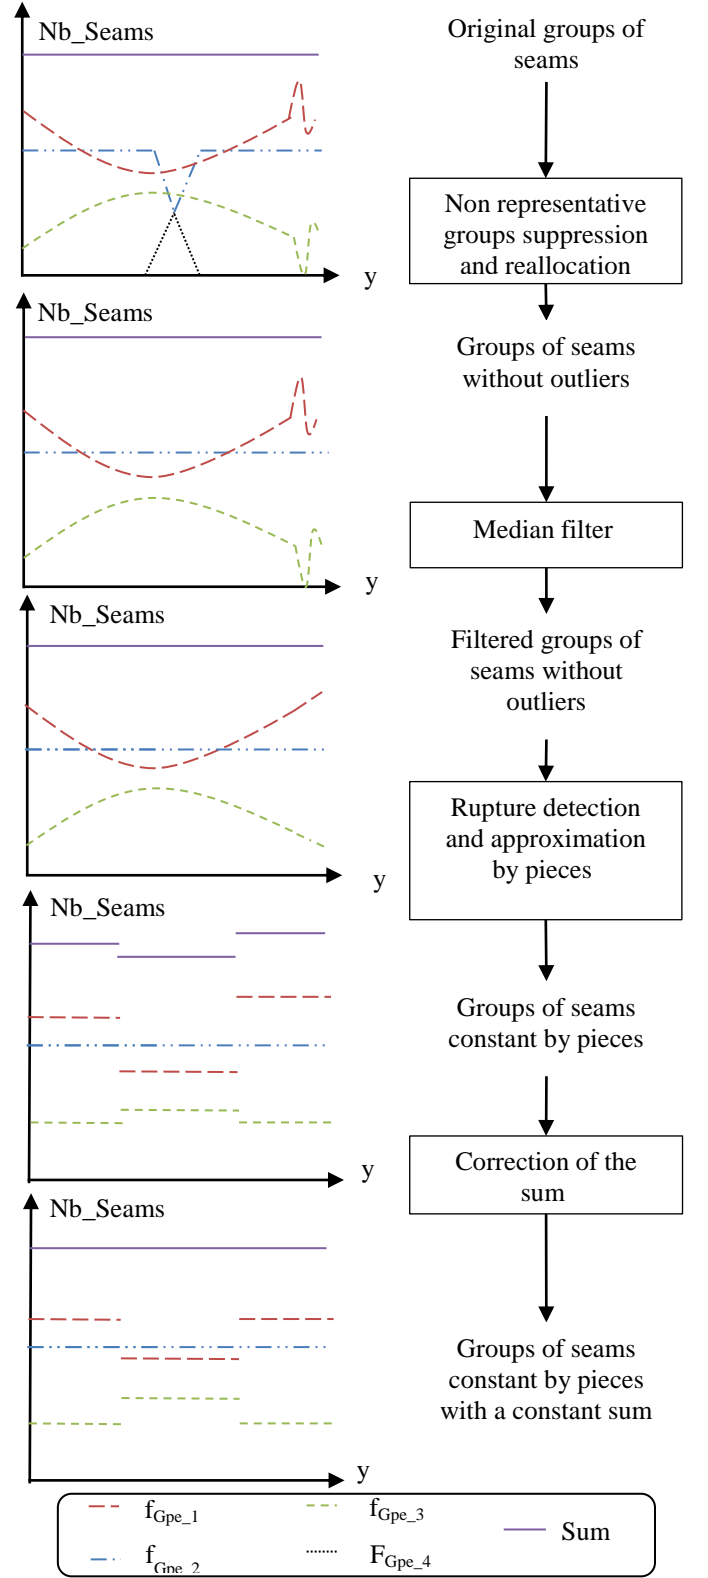 Nb_Seams
Original groups of
seams
Non representative
groups suppression
and reallocation
y
Nb_Seams
Groups of seams
without outliers
Median filter
y
Nb_Seams
Filtered groups of
seams without
outliers
Rupture detection
and approximation
by pieces
y
Nb_Seams
Groups of seams
constant by pieces
Correction of the
sum
y
Nb_Seams
Groups of seams
constant by pieces
with a constant sum
y
fGpe_1
fGpe_3
Sum
fGpe_2
FGpe_4